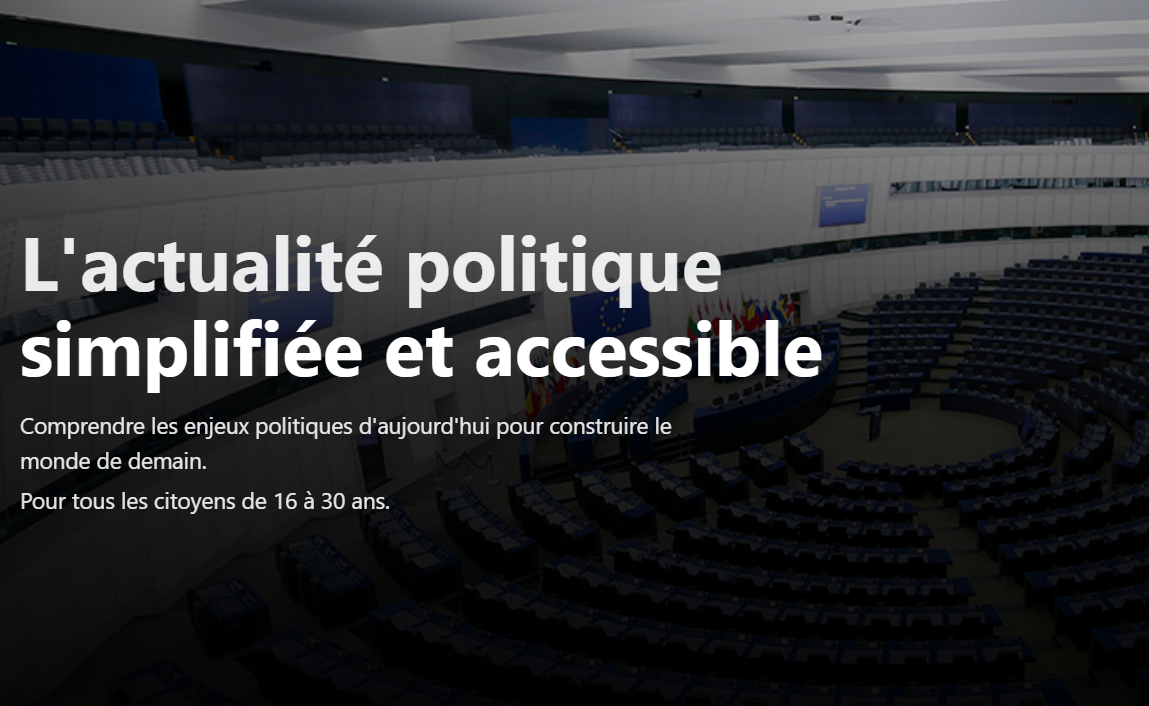 L'actualité politique
simplifiée et accessible
Comprendre les enjeux politiques d'aujourd'hui pour construire le
monde de demain.
Pour tous les citoyens de 16 à 30 ans.